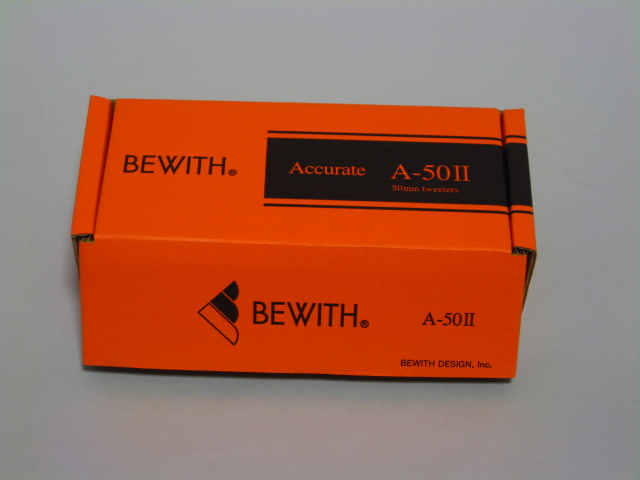 BEWITH®
Accurate A-50II
50mm tweeters
BEWITH®
A-50II
BEWITH DESIGN, Inc.